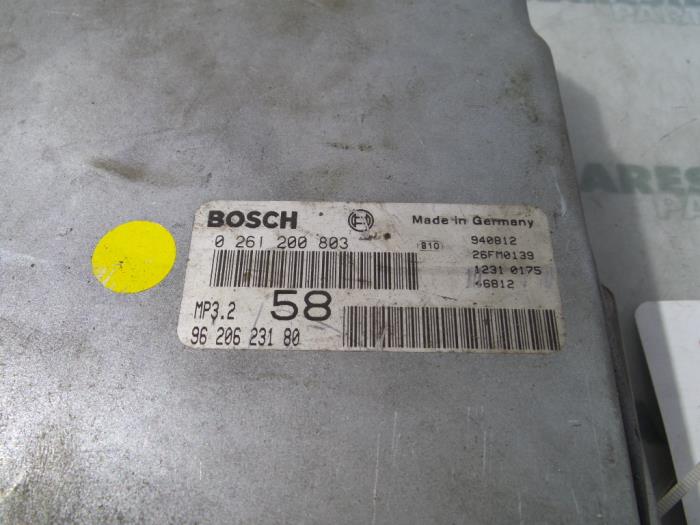 BOSCH
Made in Germany
0 261 200 803
B10
940812
26FM0139
1231 0175
46812
MP3.2
58
96 206 231 80